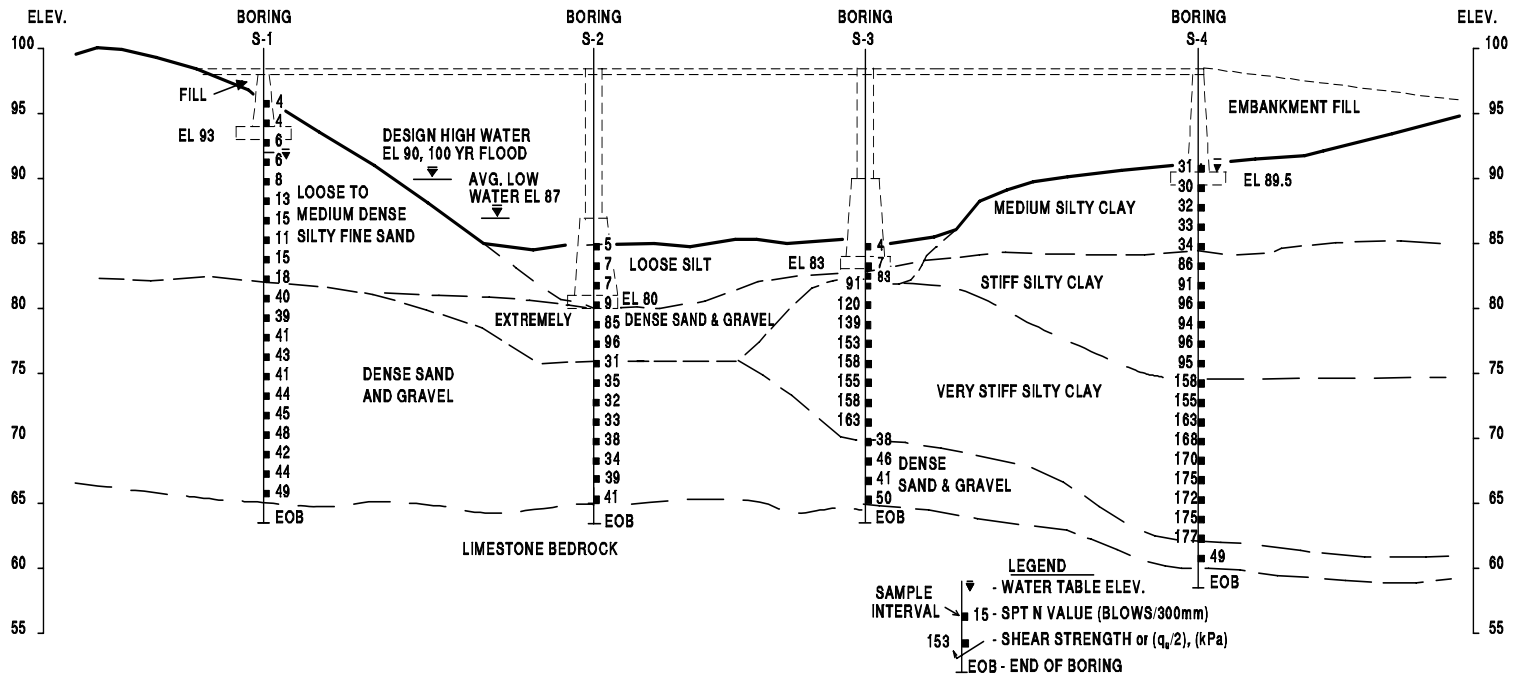 ELEV.
BORING
S-1
BORING
S-2
BORING
S-3
BORING
S-4
ELEV.
100
95
90
85
80
75
70
65
60
55
100
95
90
85
80
75
70
65
60
55
FILL
EL 93
4
4
6
6
8
13
15
11
15
18
40
39
41
43
41
44
45
48
42
44
49
EOB
LOOSE TO
MEDIUM DENSE
SILTY FINE SAND
DESIGN HIGH WATER
EL 90, 100 YR FLOOD
AVG. LOW
WATER EL 87
5
7
7
9
85
96
31
35
32
33
38
34
39
41
EOB
LOOSE SILT
EL 80
EXTREMELY
DENSE SAND & GRAVEL
DENSE SAND
AND GRAVEL
LIMESTONE BEDROCK
EL 83
4
7
83
91
120
139
153
158
155
158
163
38
46
41
50
EOB
DENSE
SAND & GRAVEL
MEDIUM SILTY CLAY
STIFF SILTY CLAY
VERY STIFF SILTY CLAY
EMBANKMENT FILL
EL 89.5
31
30
32
33
34
86
91
96
94
96
95
158
155
163
168
170
175
172
175
177
49
EOB
LEGEND
- WATER TABLE ELEV.
SAMPLE
INTERVAL
15 - SPT N VALUE (BLOWS/300mm)
153
- SHEAR STRENGTH or (qu/2), (kPa)
EOB - END OF BORING